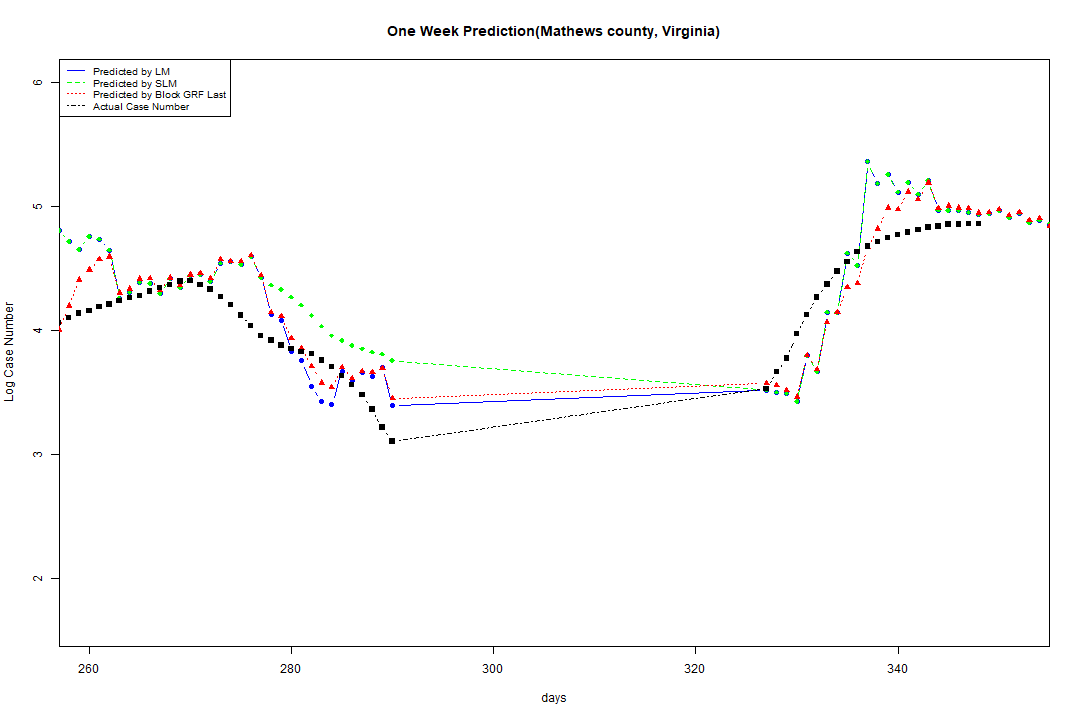 One Week Prediction(Mathews county, Virginia)
Predicted by LM
Predicted by SLM
Predicted by Block GRF Last
Actual Case Number
6
5
4
3
2
Log Case Number
260 280 300 320 340
days